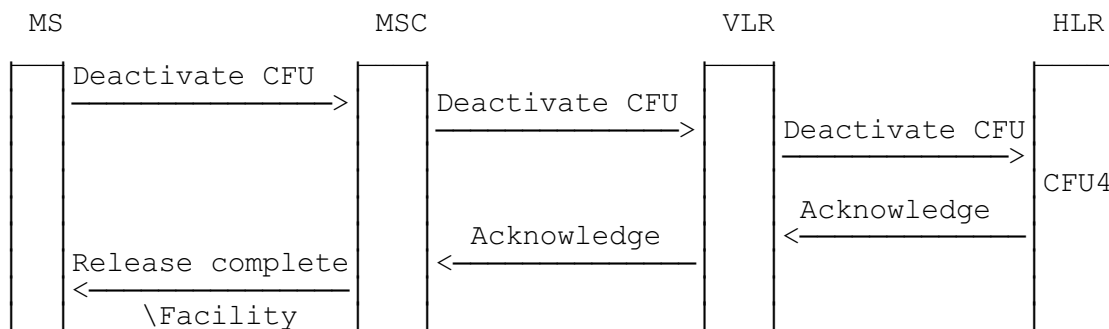 MS MSC VLR HLR
Deactivate CFU
Deactivate CFU
Deactivate CFU
CFU4
Acknowledge
Acknowledge
Release complete
\Facility